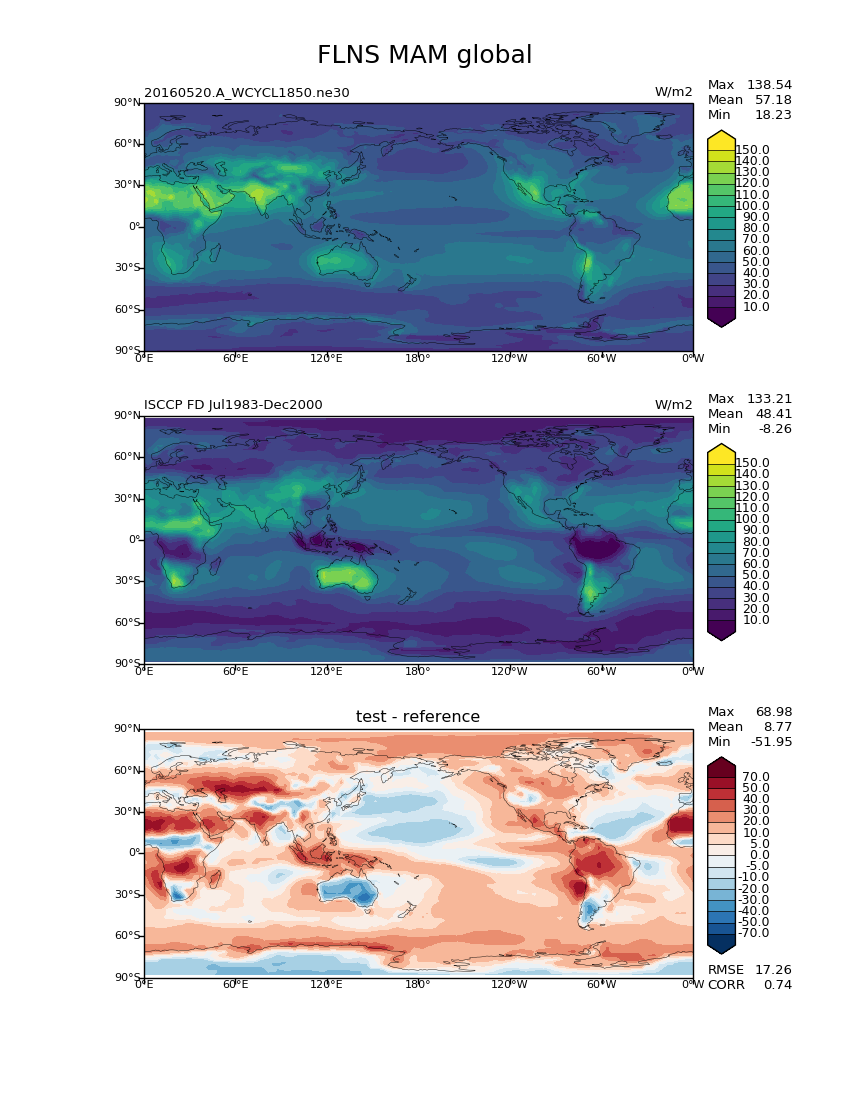 FLNS MAM global
20160520.A_WCYCL1850.ne30 W/m2
Max 138.54
Mean 57.18
Min 18.23
90°N
60°N
30°N
0°
30°S
60°S
90°S
0°E 60°E 120°E 180° 120°W 60°W 0°W
150.0
140.0
130.0
120.0
110.0
100.0
90.0
80.0
70.0
60.0
50.0
40.0
30.0
20.0
10.0
ISCCP FD Jul1983-Dec2000 W/m2
Max 133.21
Mean 48.41
Min -8.26
90°N
60°N
30°N
0°
30°S
60°S
90°S
0°E 60°E 120°E 180° 120°W 60°W 0°W
150.0
140.0
130.0
120.0
110.0
100.0
90.0
80.0
70.0
60.0
50.0
40.0
30.0
20.0
10.0
test - reference
Max 68.98
Mean 8.77
Min -51.95
90°N
60°N
30°N
0°
30°S
60°S
90°S
0°E 60°E 120°E 180° 120°W 60°W 0°W
70.0
50.0
40.0
30.0
20.0
10.0
5.0
0.0
-5.0
-10.0
-20.0
-30.0
-40.0
-50.0
-70.0
RMSE 17.26
CORR 0.74